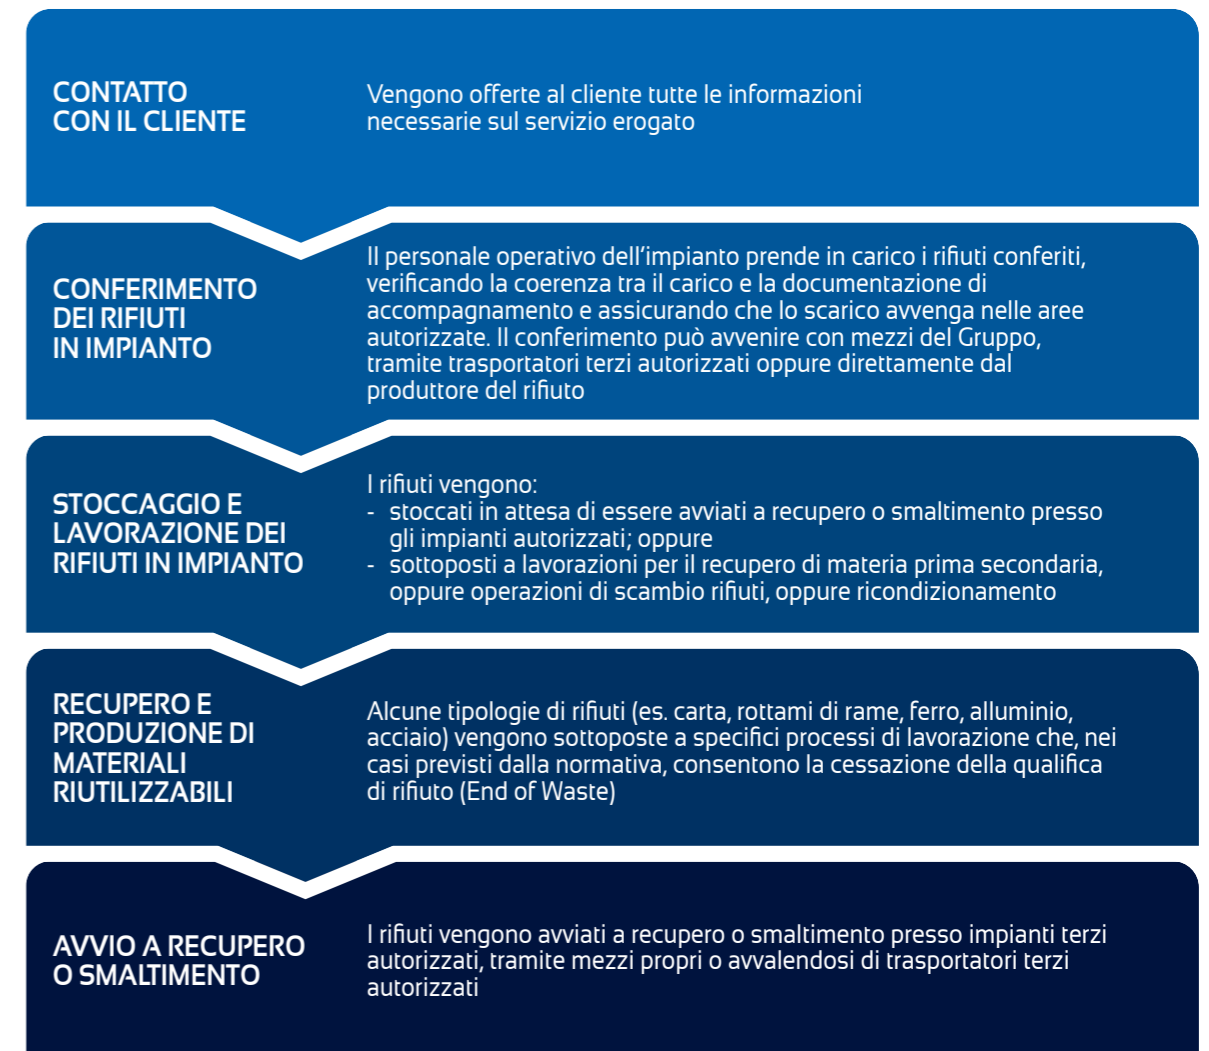 CONTATTO
CON IL CLIENTE
Vengono offerte al cliente tutte le informazioni
necessarie sul servizio erogato
CONFERIMENTO
DEI RIFIUTI
IN IMPIANTO
Il personale operativo dell'impianto prende in carico i rifiuti conferiti,
verificando la coerenza tra il carico e la documentazione di
accompagnamento e assicurando che lo scarico avvenga nelle aree
autorizzate. Il conferimento può avvenire con mezzi del Gruppo,
tramite trasportatori terzi autorizzati oppure direttamente dal
produttore del rifiuto
STOCCAGGIO E
LAVORAZIONE DEI
RIFIUTI IN IMPIANTO
I rifiuti vengono:
- stoccati in attesa di essere avviati a recupero o smaltimento presso
gli impianti autorizzati; oppure
- sottoposti a lavorazioni per il recupero di materia prima secondaria,
oppure operazioni di scambio rifiuti, oppure ricondizionamento
RECUPERO E
PRODUZIONE DI
MATERIALI
RIUTILIZZABILI
Alcune tipologie di rifiuti (es. carta, rottami di rame, ferro, alluminio,
acciaio) vengono sottoposte a specifici processi di lavorazione che, nei
casi previsti dalla normativa, consentono la cessazione della qualifica
di rifiuto (End of Waste)
AVVIO A RECUPERO
O SMALTIMENTO
I rifiuti vengono avviati a recupero o smaltimento presso impianti terzi
autorizzati, tramite mezzi propri o avvalendosi di trasportatori terzi
autorizzati